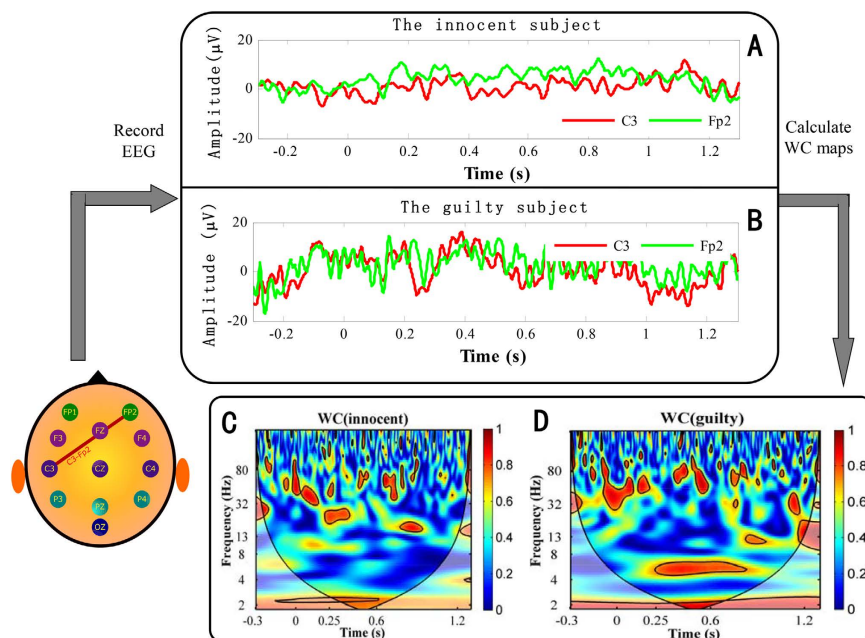 The innocent subject
A
Amplitude(μV)
20
0
-20
C3 Fp2
-0.2 0 0.2 0.4 0.6 0.8 1 1.2
Time (s)
Record
EEG
Calculate
WC maps
The guilty subject
B
Amplitude (μV)
20
0
-20
C3 Fp2
-0.2 0 0.2 0.4 0.6 0.8 1 1.2
Time (s)
FP1 FP2
F3 FZ F4
C3-Fp2
C3 CZ C4
P3 PZ P4
OZ
C
WC(innocent)
Frequency (Hz)
80
32
13
8
4
2
-0.3 0 0.25 0.6 1.2
Time (s)
1
0.8
0.6
0.4
0.2
0
D
WC(guilty)
Frequency (Hz)
80
32
13
8
4
2
-0.3 0 0.25 0.6 1.2
Time (s)
1
0.8
0.6
0.4
0.2
0